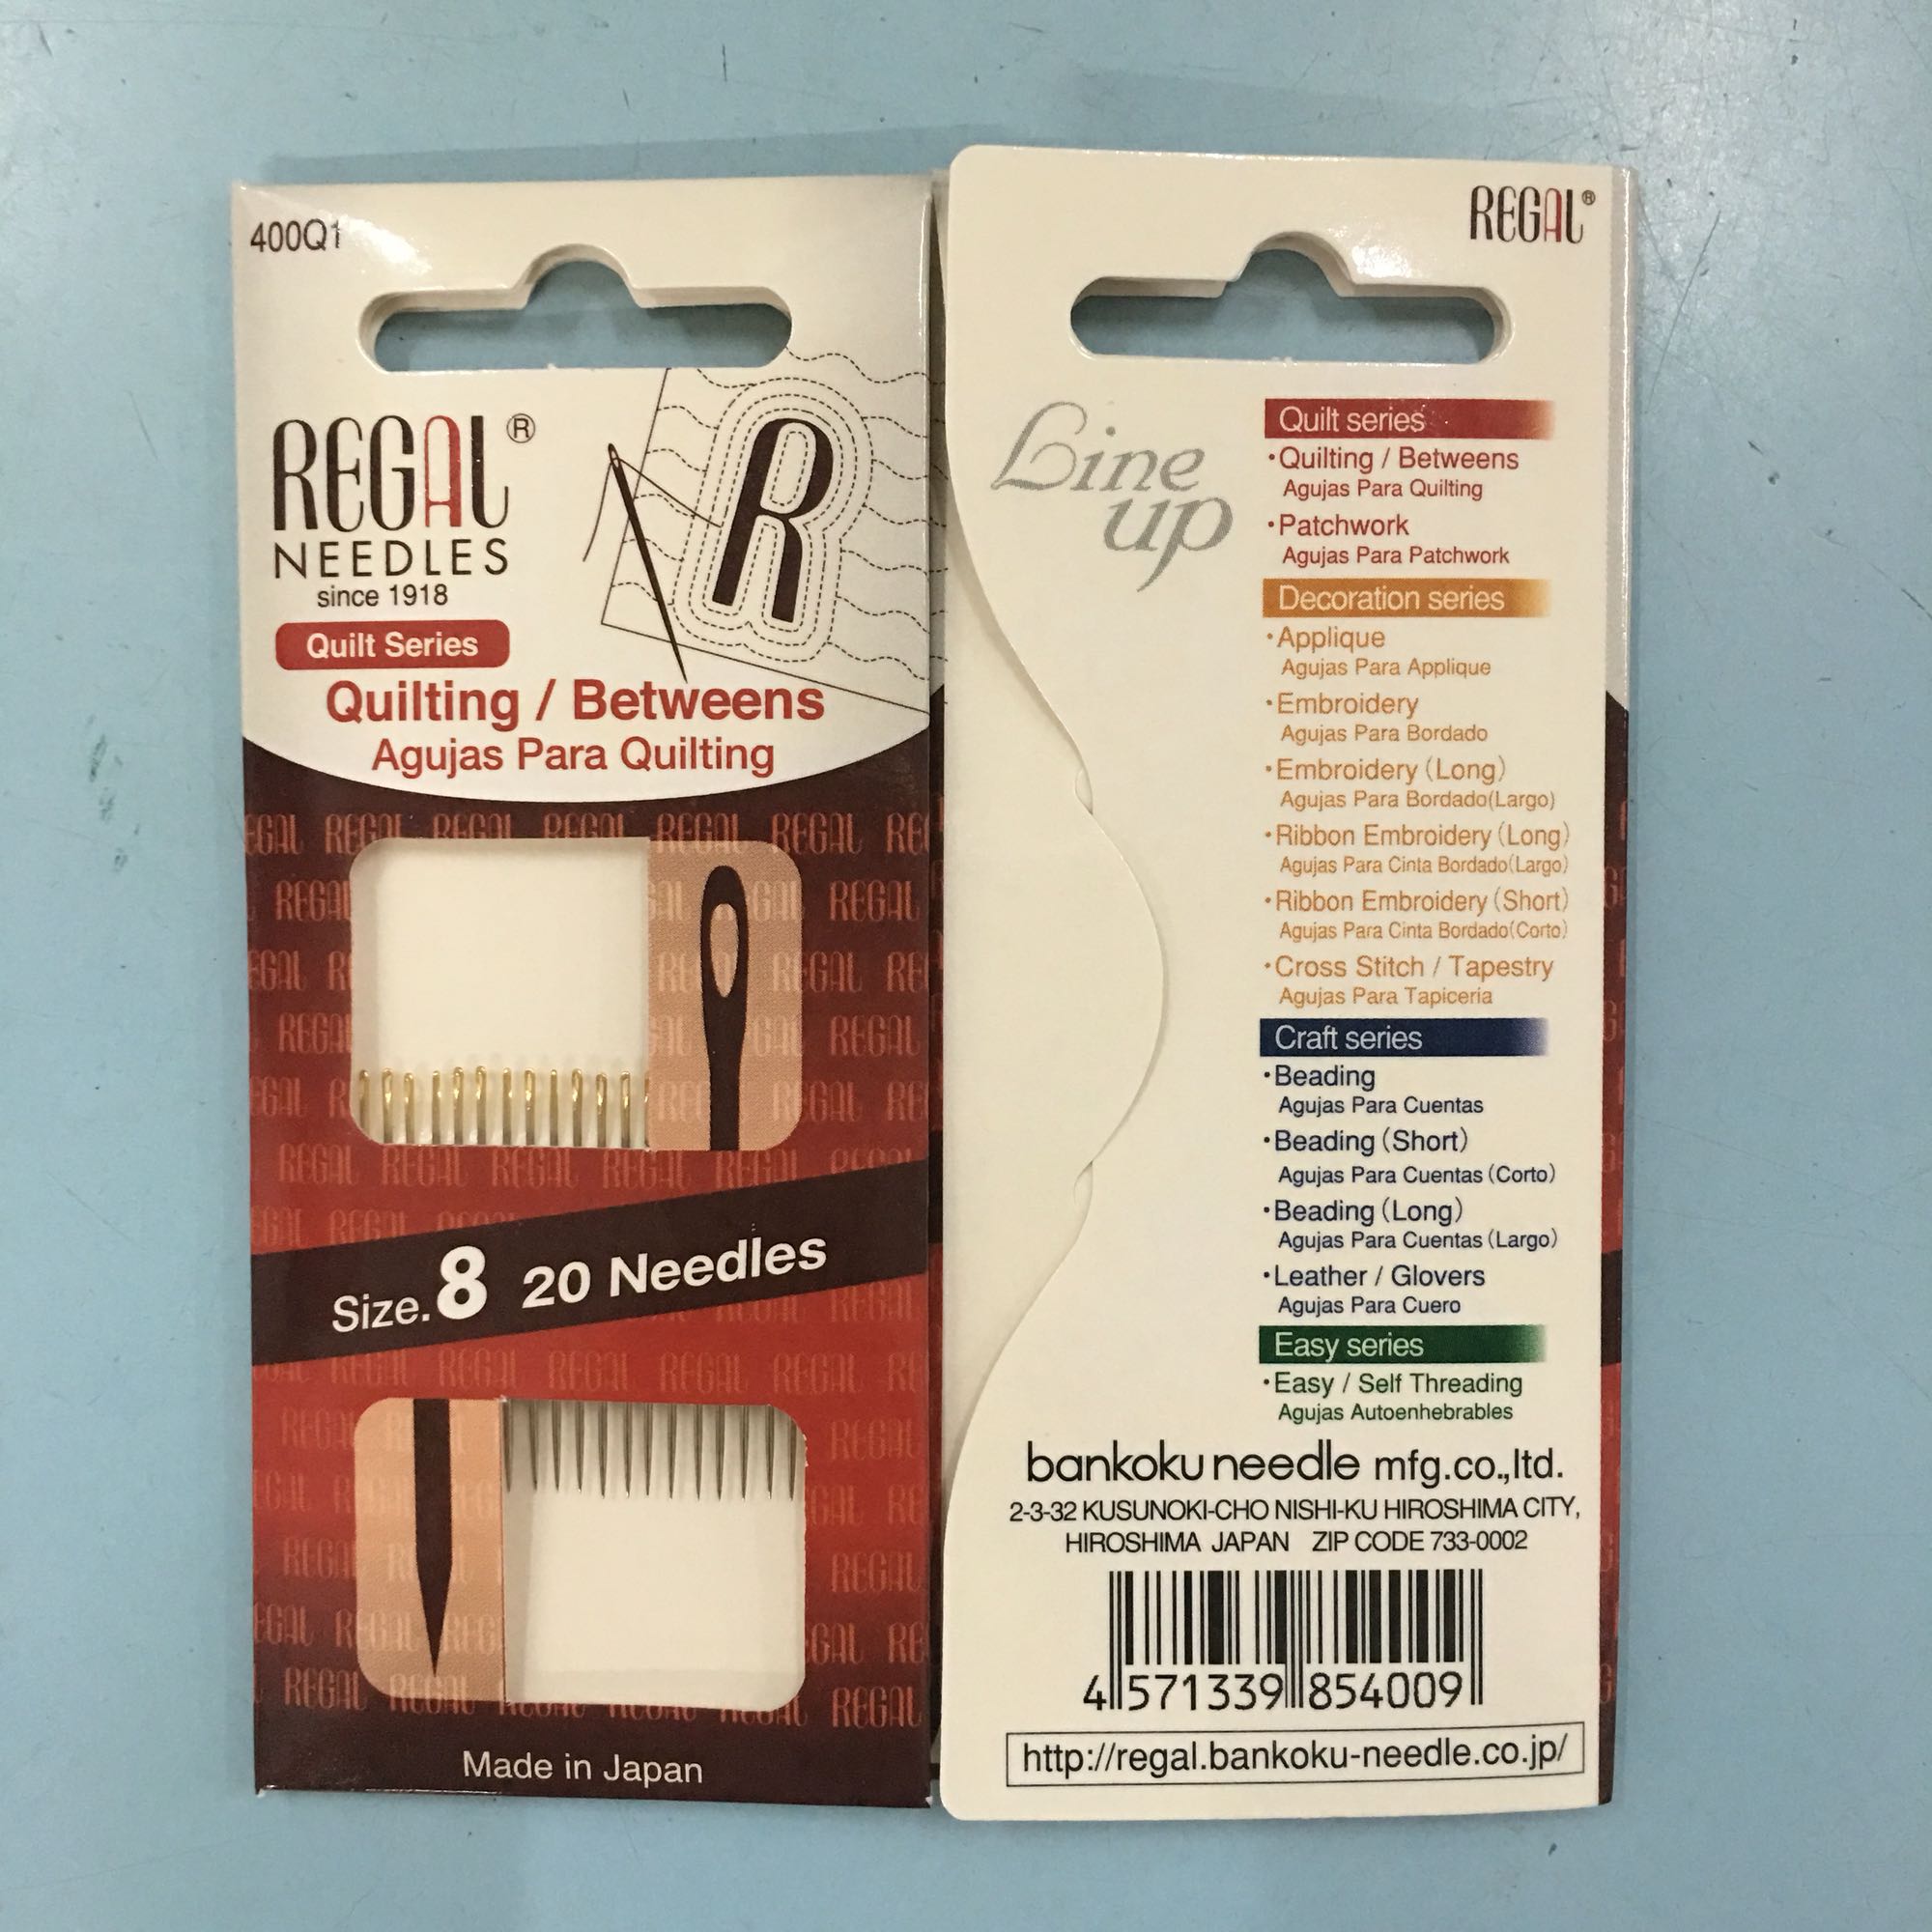 400Q1
REGAL®
NEEDLES
since 1918
Quilt Series
R
Quilting / Betweens
Agujas Para Quilting
Size.8 20 Needles
Made in Japan
REGAL®
Line
up
Quilt series
・Quilting / Betweens
Agujas Para Quilting
・Patchwork
Agujas Para Patchwork
Decoration series
・Applique
Agujas Para Applique
・Embroidery
Agujas Para Bordado
・Embroidery (Long)
Agujas Para Bordado(Largo)
・Ribbon Embroidery (Long)
Agujas Para Cinta Bordado(Largo)
・Ribbon Embroidery (Short)
Agujas Para Cinta Bordado(Corto)
・Cross Stitch / Tapestry
Agujas Para Tapiceria
Craft series
・Beading
Agujas Para Cuentas
・Beading (Short)
Agujas Para Cuentas (Corto)
・Beading (Long)
Agujas Para Cuentas (Largo)
・Leather / Glovers
Agujas Para Cuero
Easy series
・Easy / Self Threading
Agujas Autoenhebrables
bankoku needle mfg.co.,ltd.
2-3-32 KUSUNOKI-CHO NISHI-KU HIROSHIMA CITY,
HIROSHIMA JAPAN ZIP CODE 733-0002
4 571339 854009
http://regal.bankoku-needle.co.jp/